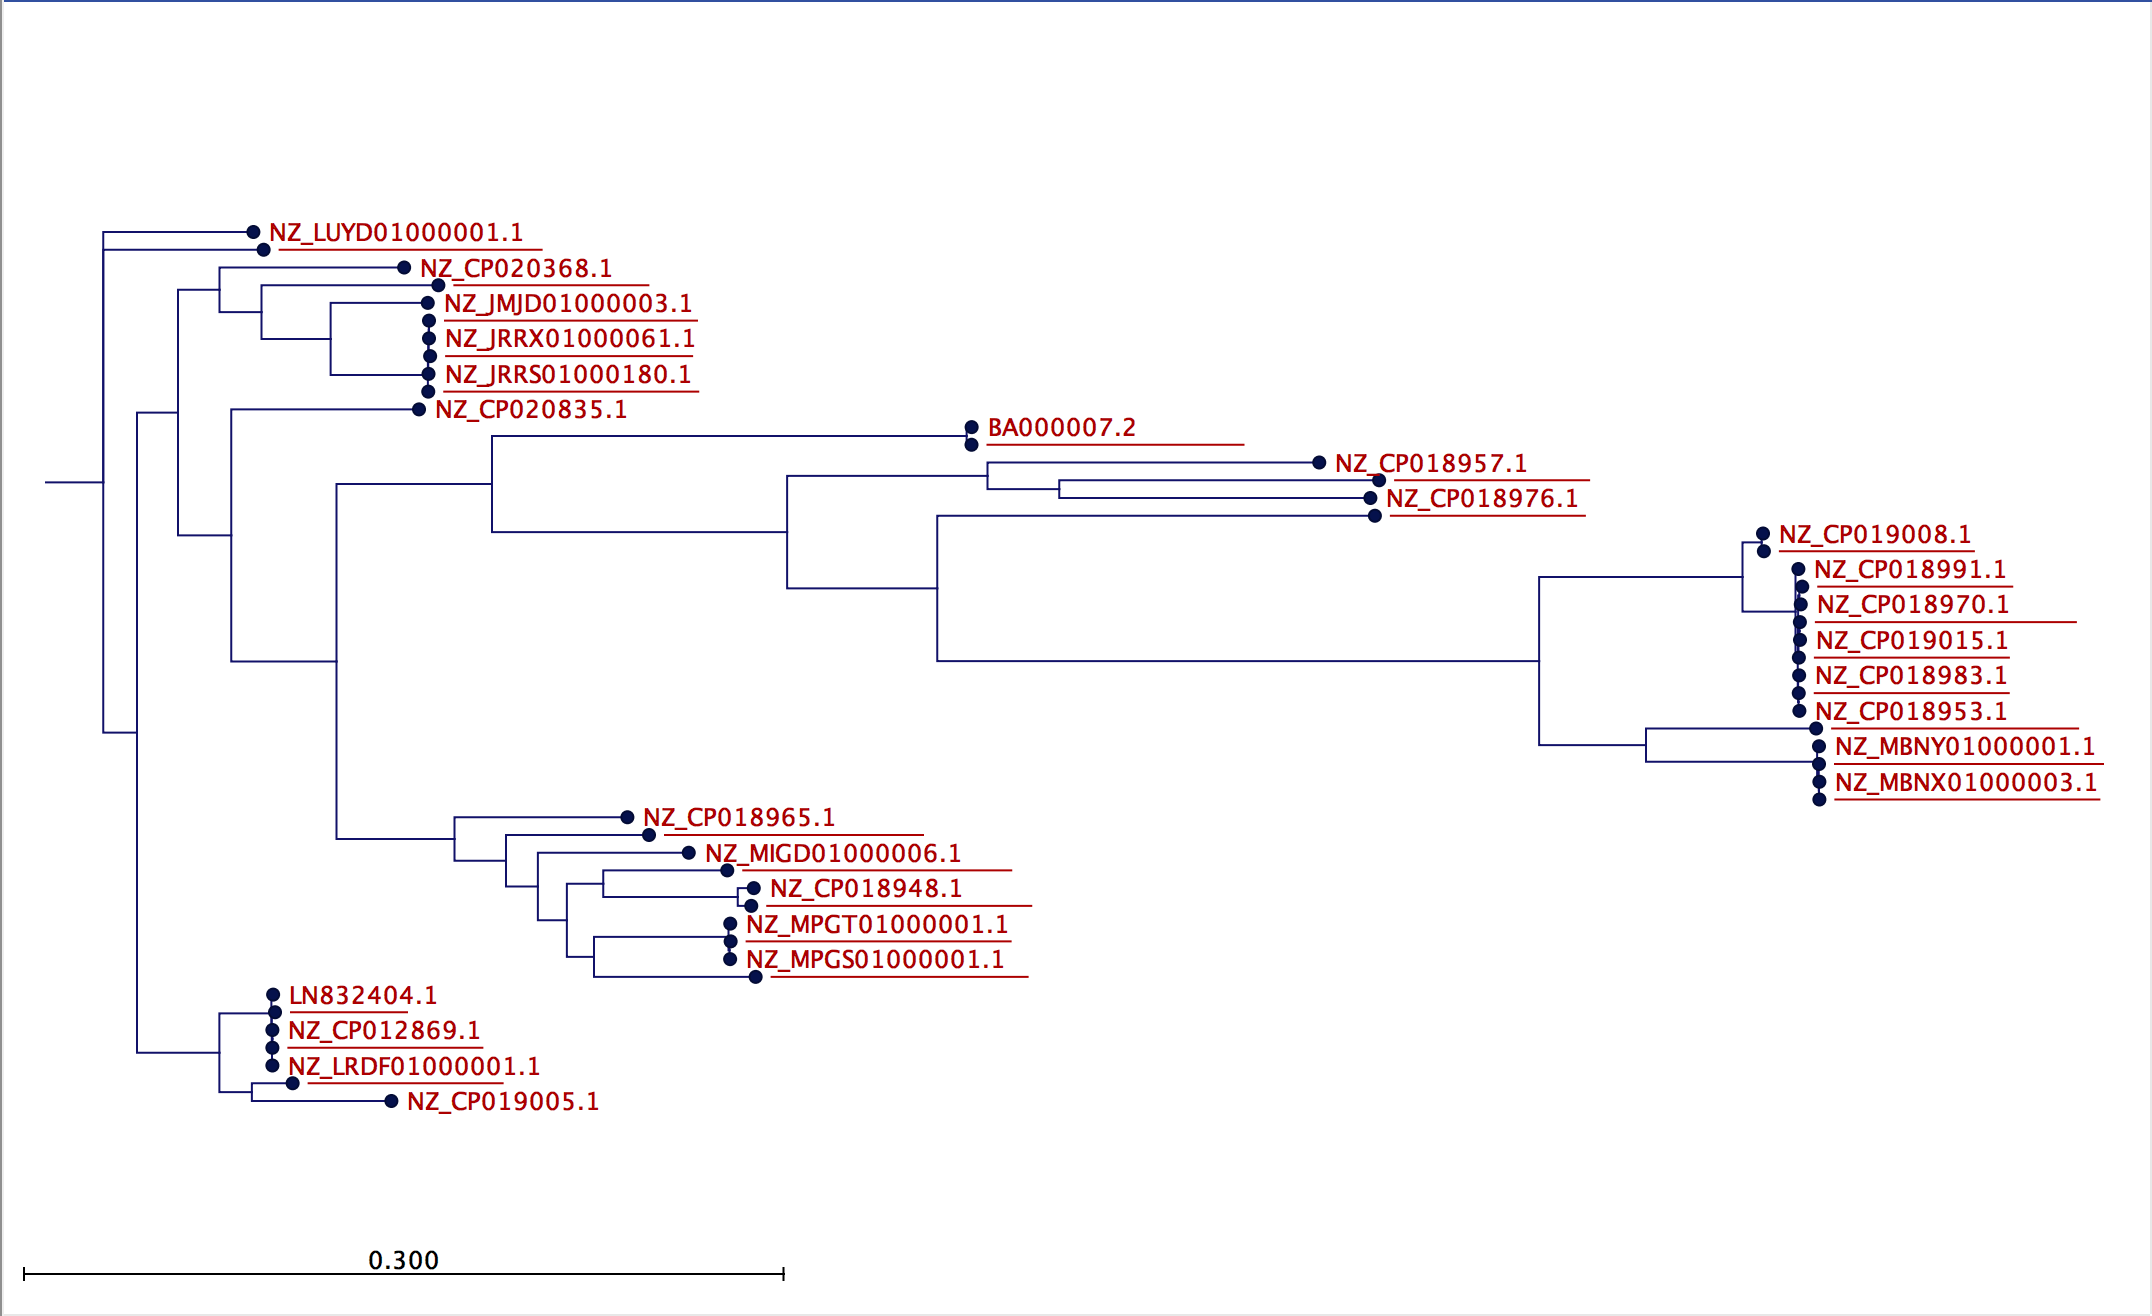 NZ_LUYD01000001.1
NZ_CP020368.1
NZ_JMJD01000003.1
NZ_JRRX01000061.1
NZ_JRRS01000180.1
NZ_CP020835.1
BA000007.2
NZ_CP018957.1
NZ_CP018976.1
NZ_CP019008.1
NZ_CP018991.1
NZ_CP018970.1
NZ_CP019015.1
NZ_CP018983.1
NZ_CP018953.1
NZ_MBNY01000001.1
NZ_MBNX01000003.1
NZ_CP018965.1
NZ_MIGD01000006.1
NZ_CP018948.1
NZ_MPGT01000001.1
NZ_MPGS01000001.1
LN832404.1
NZ_CP012869.1
NZ_LRDF01000001.1
NZ_CP019005.1
0.300